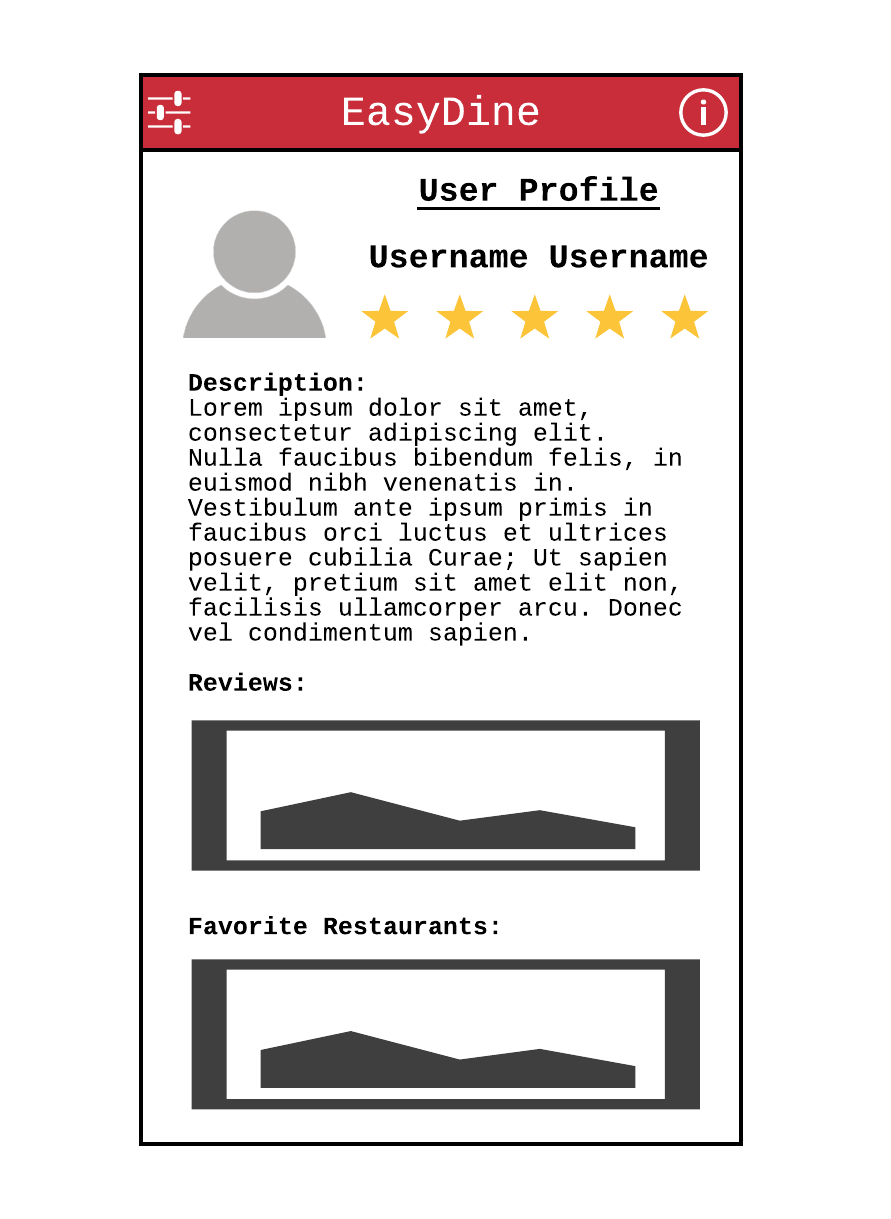 EasyDine
User Profile
Username Username
Description:
Lorem ipsum dolor sit amet,
consectetur adipiscing elit.
Nulla faucibus bibendum felis, in
euismod nibh venenatis in.
Vestibulum ante ipsum primis in
faucibus orci luctus et ultrices
posuere cubilia Curae; Ut sapien
velit, pretium sit amet elit non,
facilisis ullamcorper arcu. Donec
vel condimentum sapien.
Reviews:
Favorite Restaurants: